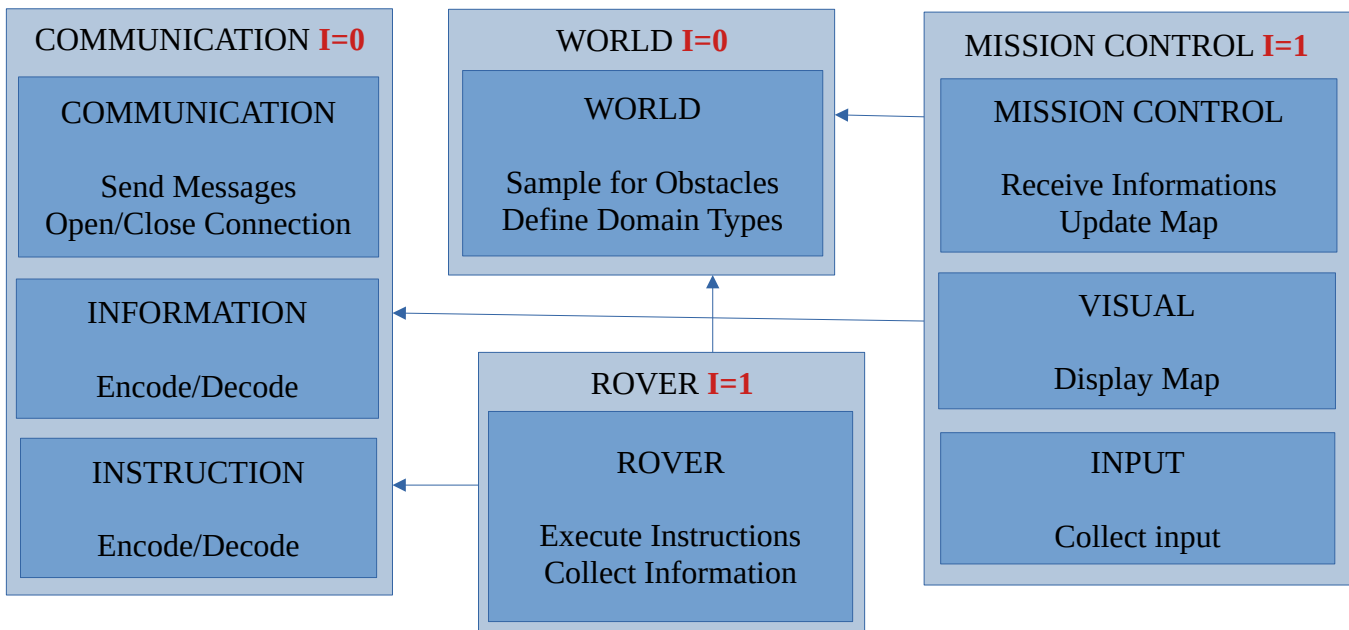 COMMUNICATION I=0
COMMUNICATION
Send Messages
Open/Close Connection
INFORMATION
Encode/Decode
INSTRUCTION
Encode/Decode
WORLD I=0
WORLD
Sample for Obstacles
Define Domain Types
ROVER I=1
ROVER
Execute Instructions
Collect Information
MISSION CONTROL I=1
MISSION CONTROL
Receive Informations
Update Map
VISUAL
Display Map
INPUT
Collect input